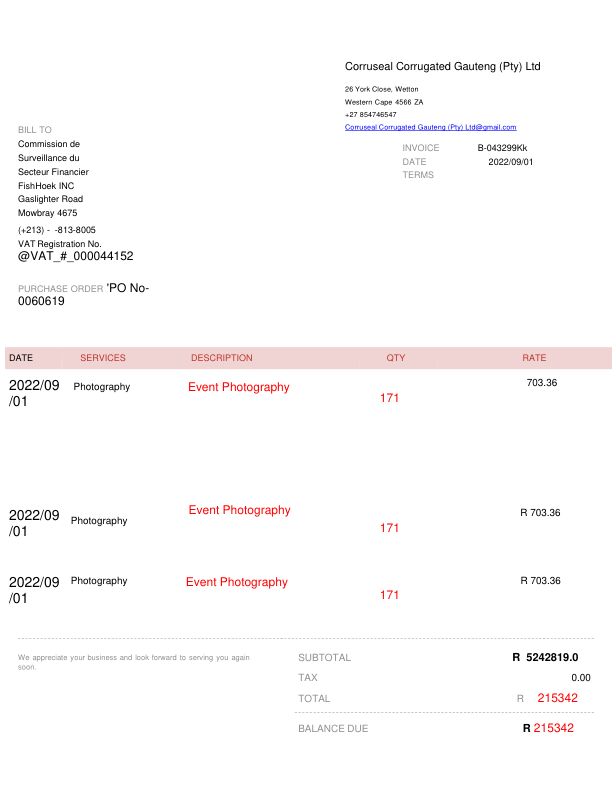 Corruseal Corrugated Gauteng (Pty) Ltd
26 York Close, Wetton
Western Cape 4566 ZA
+27 854746547
Corruseal Corrugated Gauteng (Pty) Ltd@gmail.com
BILL TO
Commission de
Surveillance du
Secteur Financier
FishHoek INC
Gaslighter Road
Mowbray 4675
(+213) - -813-8005
VAT Registration No.
@VAT_#_000044152
INVOICE B-043299Kk
DATE 2022/09/01
TERMS
PURCHASE ORDER 'PO No-
0060619
DATE SERVICES DESCRIPTION QTY RATE
2022/09 Photography Event Photography 703.36
/01 171
2022/09 Photography Event Photography R 703.36
/01 171
2022/09 Photography Event Photography R 703.36
/01 171
We appreciate your business and look forward to serving you again
soon.
SUBTOTAL R 5242819.0
TAX 0.00
TOTAL R 215342
BALANCE DUE R 215342